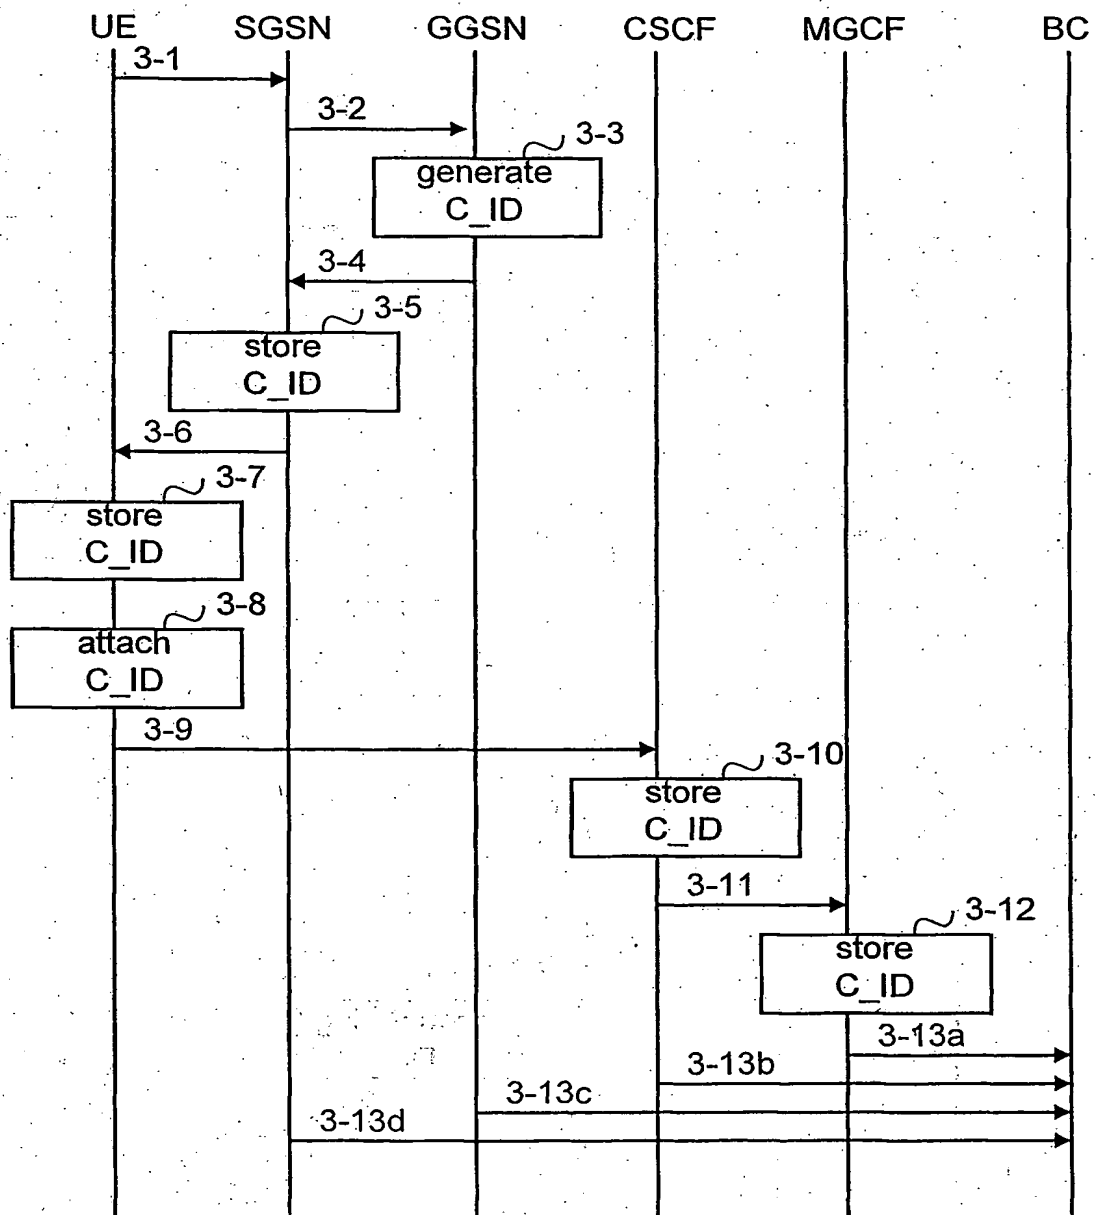 UE SGSN GGSN CSCF MGCF BC
3-1
3-2
3-3
generate
C_ID
3-4
3-5
store
C_ID
3-6
3-7
store
C_ID
3-8
attach
C_ID
3-9
3-10
store
C_ID
3-11
3-12
store
C_ID
3-13a
3-13b
3-13c
3-13d